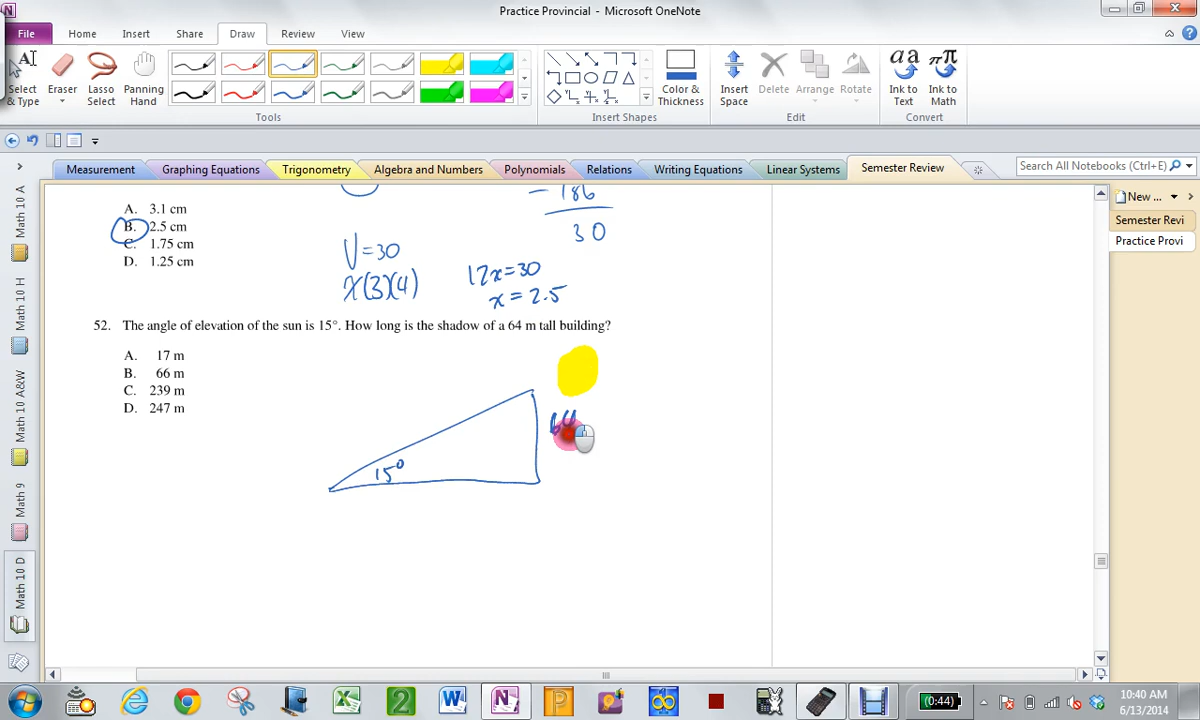 Practice Provincial - Microsoft OneNote
File Home Insert Share Draw Review View
Select & Type
Eraser
Lasso Select
Panning Hand
Color & Thickness
Insert Space
Delete
Arrange
Rotate
Ink to Text
Ink to Math
Tools
Insert Shapes
Edit
Convert
Measurement Graphing Equations Trigonometry Algebra and Numbers Polynomials Relations Writing Equations Linear Systems Semester Review
Search All Notebooks (Ctrl+E)
New ...
Semester Revi
Practice Provi
Math 10 A
Math 10 H
Math 10 A&W
Math 9
Math 10 D
- 186
30
A. 3.1 cm
B. 2.5 cm
C. 1.75 cm
D. 1.25 cm
V=30
x(3)(4)
12x=30
x=2.5
52. The angle of elevation of the sun is 15°. How long is the shadow of a 64 m tall building?
A. 17 m
B. 66 m
C. 239 m
D. 247 m
15°
64
(0:44)
10:40 AM
6/13/2014